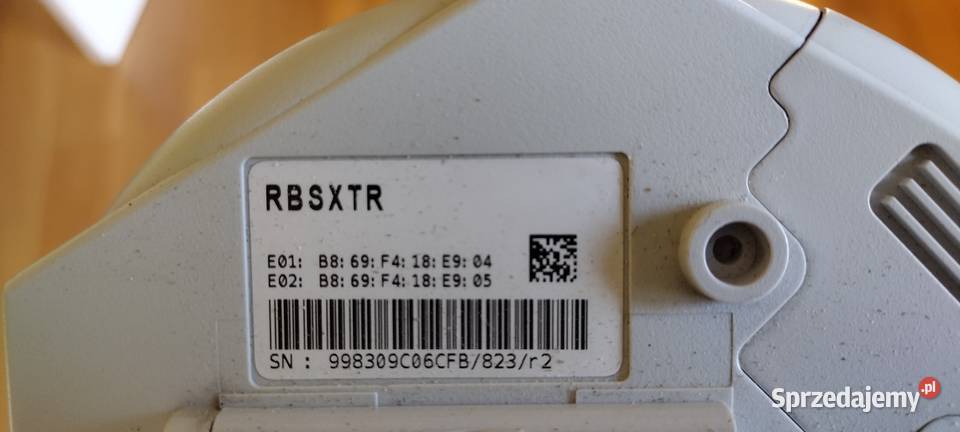 RBSXTR
E01: B8:69:F4:18:E9:04
E02: B8:69:F4:18:E9:05
SN : 998309C06CFB/823/r2
Sprzedajemy.pl